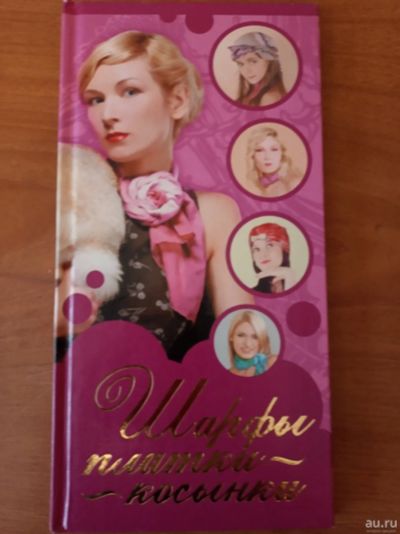 Шарфы
платки ~
~ косынки
au.ru